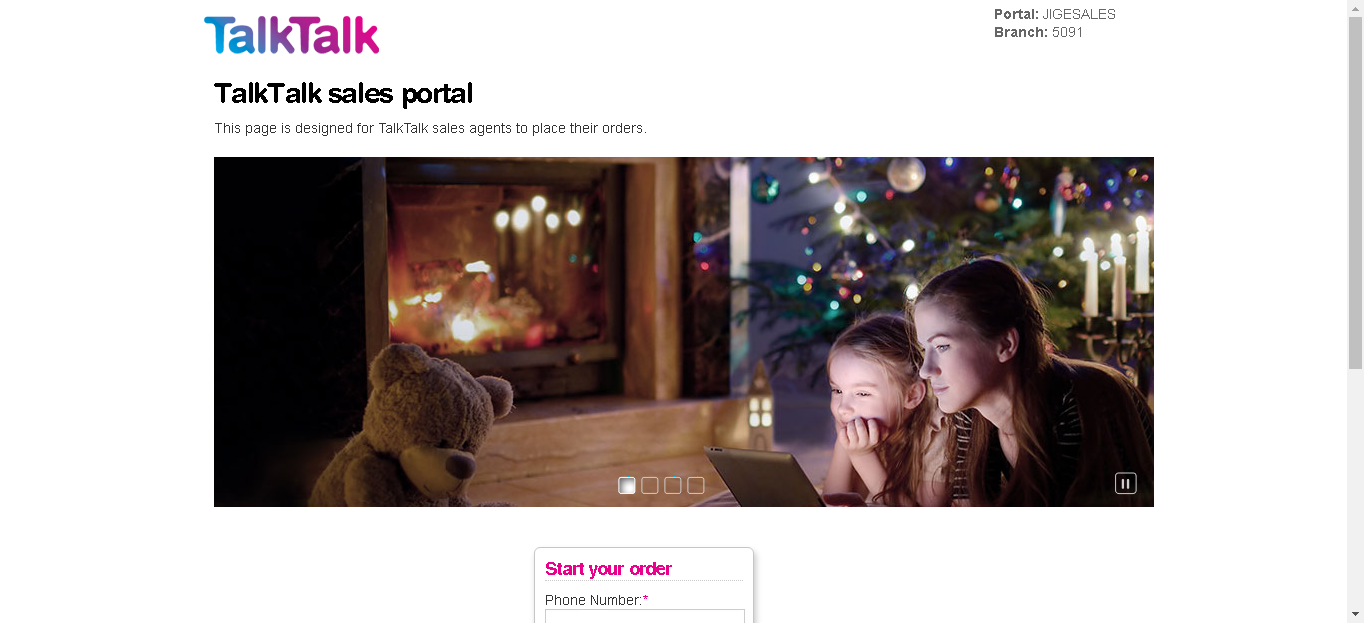 TalkTalk
Portal: JIGESALES
Branch: 5091
TalkTalk sales portal
This page is designed for TalkTalk sales agents to place their orders.
Start your order
Phone Number:*